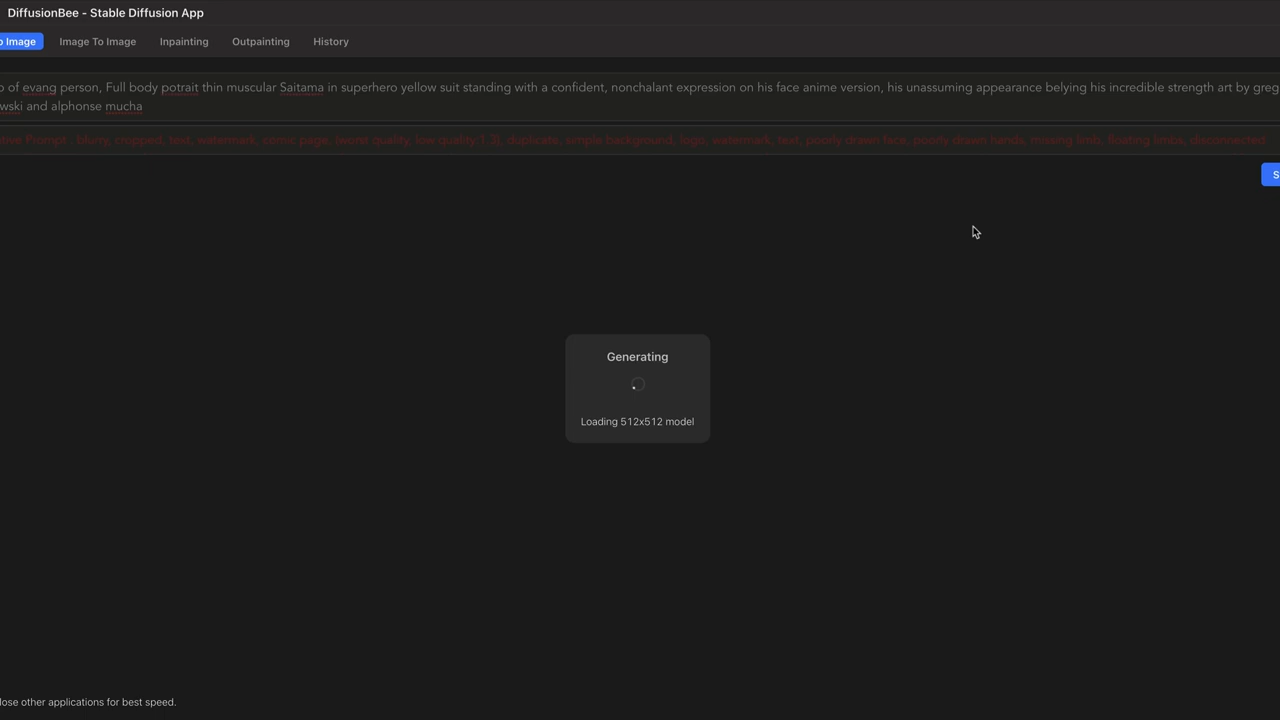 DiffusionBee - Stable Diffusion App
o Image Image To Image Inpainting Outpainting History
o of evang person, Full body potrait thin muscular Saitama in superhero yellow suit standing with a confident, nonchalant expression on his face anime version, his unassuming appearance belying his incredible strength art by greg
wski and alphonse mucha
tive Prompt : blurry, cropped, text, watermark, comic page, (worst quality, low quality:1.3), duplicate, simple background, logo, watermark, text, poorly drawn face, poorly drawn hands, missing limb, floating limbs, disconnected
S
Generating
Loading 512x512 model
lose other applications for best speed.